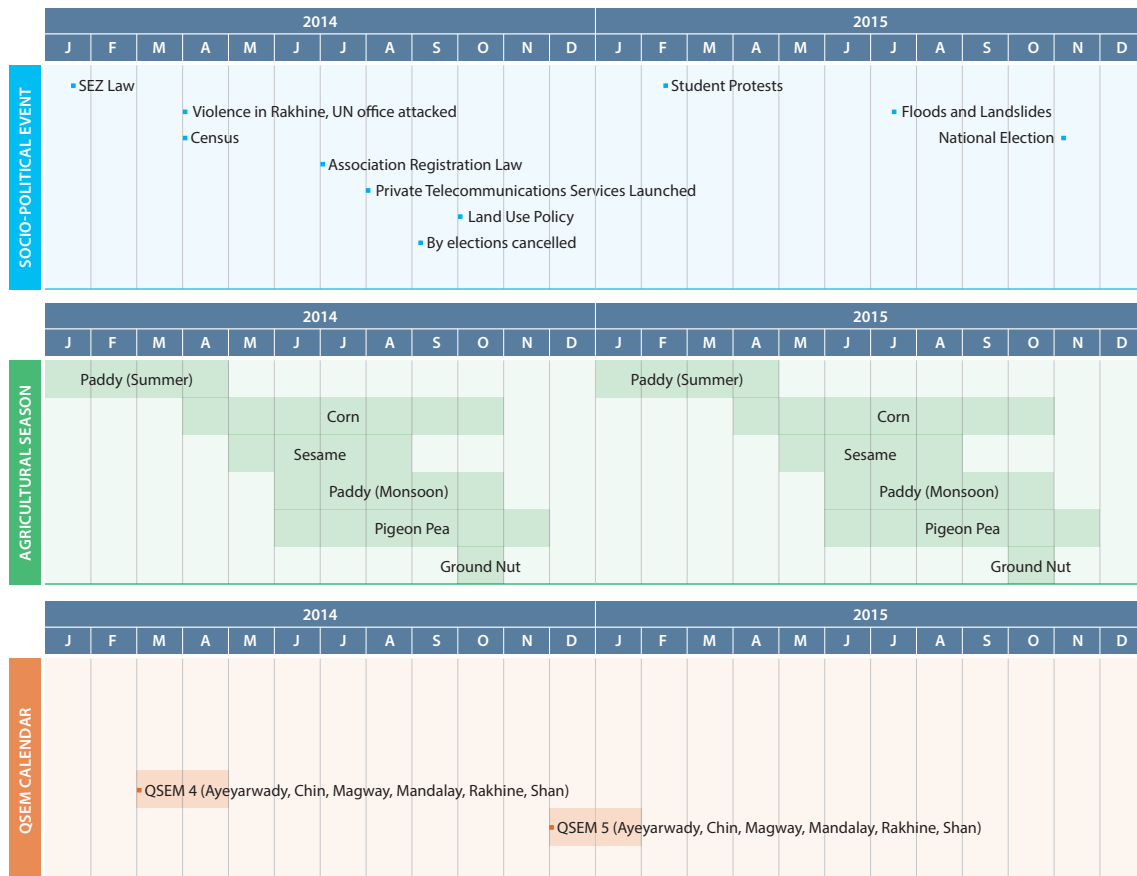 2014 2015
J F M A M J J A S O N D J F M A M J J A S O N D
SOCIO-POLITICAL EVENT
SEZ Law Student Protests
Violence in Rakhine, UN office attacked Floods and Landslides
Census National Election
Association Registration Law
Private Telecommunications Services Launched
Land Use Policy
By elections cancelled
2014 2015
J F M A M J J A S O N D J F M A M J J A S O N D
AGRICULTURAL SEASON
Paddy (Summer) Paddy (Summer)
Corn Corn
Sesame Sesame
Paddy (Monsoon) Paddy (Monsoon)
Pigeon Pea Pigeon Pea
Ground Nut Ground Nut
2014 2015
J F M A M J J A S O N D J F M A M J J A S O N D
QSEM CALENDAR
QSEM 4 (Ayeyarwady, Chin, Magway, Mandalay, Rakhine, Shan)
QSEM 5 (Ayeyarwady, Chin, Magway, Mandalay, Rakhine, Shan)